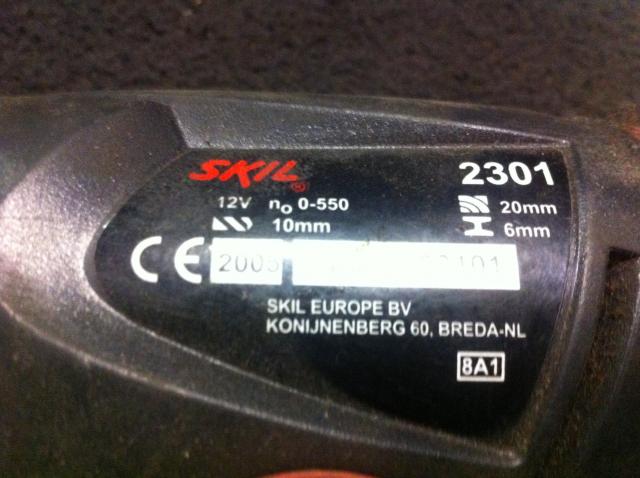 SKIL® 2301
12V n₀ 0-550 20mm
10mm 6mm
CE 2005
SKIL EUROPE BV
KONIJNENBERG 60, BREDA-NL
8A1